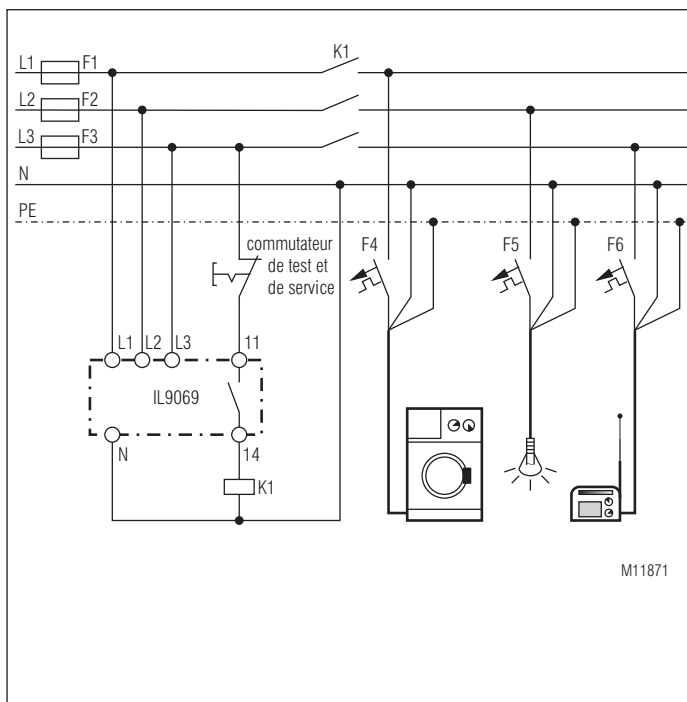 L1 F1 K1
L2 F2
L3 F3
N
PE
commutateur
de test et
de service
F4 F5 F6
L1 L2 L3 11
IL9069
N 14
K1
M11871